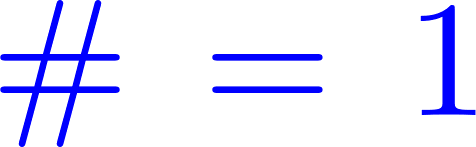 # = 1